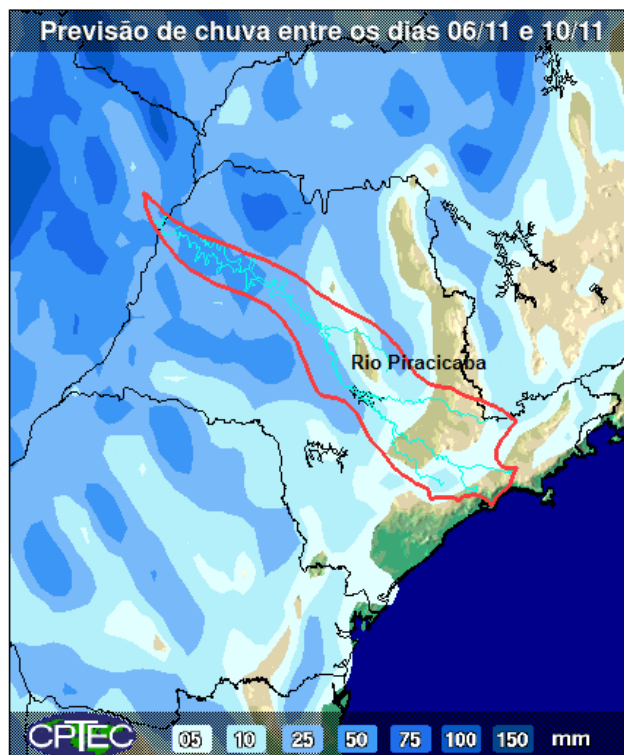 Previsão de chuva entre os dias 06/11 e 10/11
Rio Piracicaba
CPTEC 05 10 25 50 75 100 150 mm